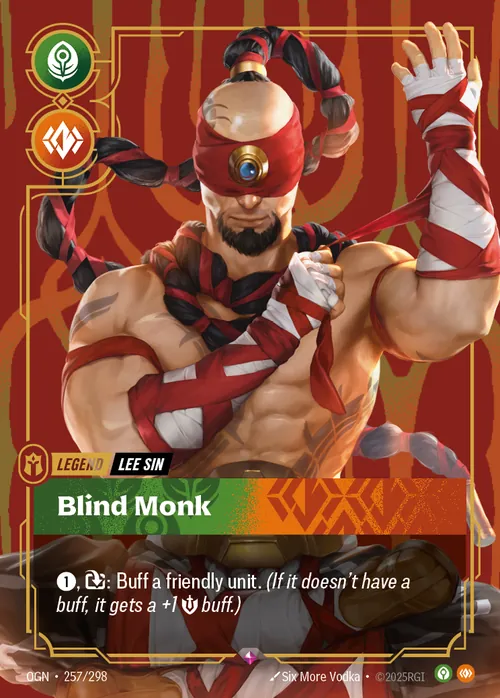 LEGEND LEE SIN
Blind Monk
1, : Buff a friendly unit. (If it doesn't have a
buff, it gets a +1 buff.)
OGN • 257/298 Six More Vodka • ©2025RGI